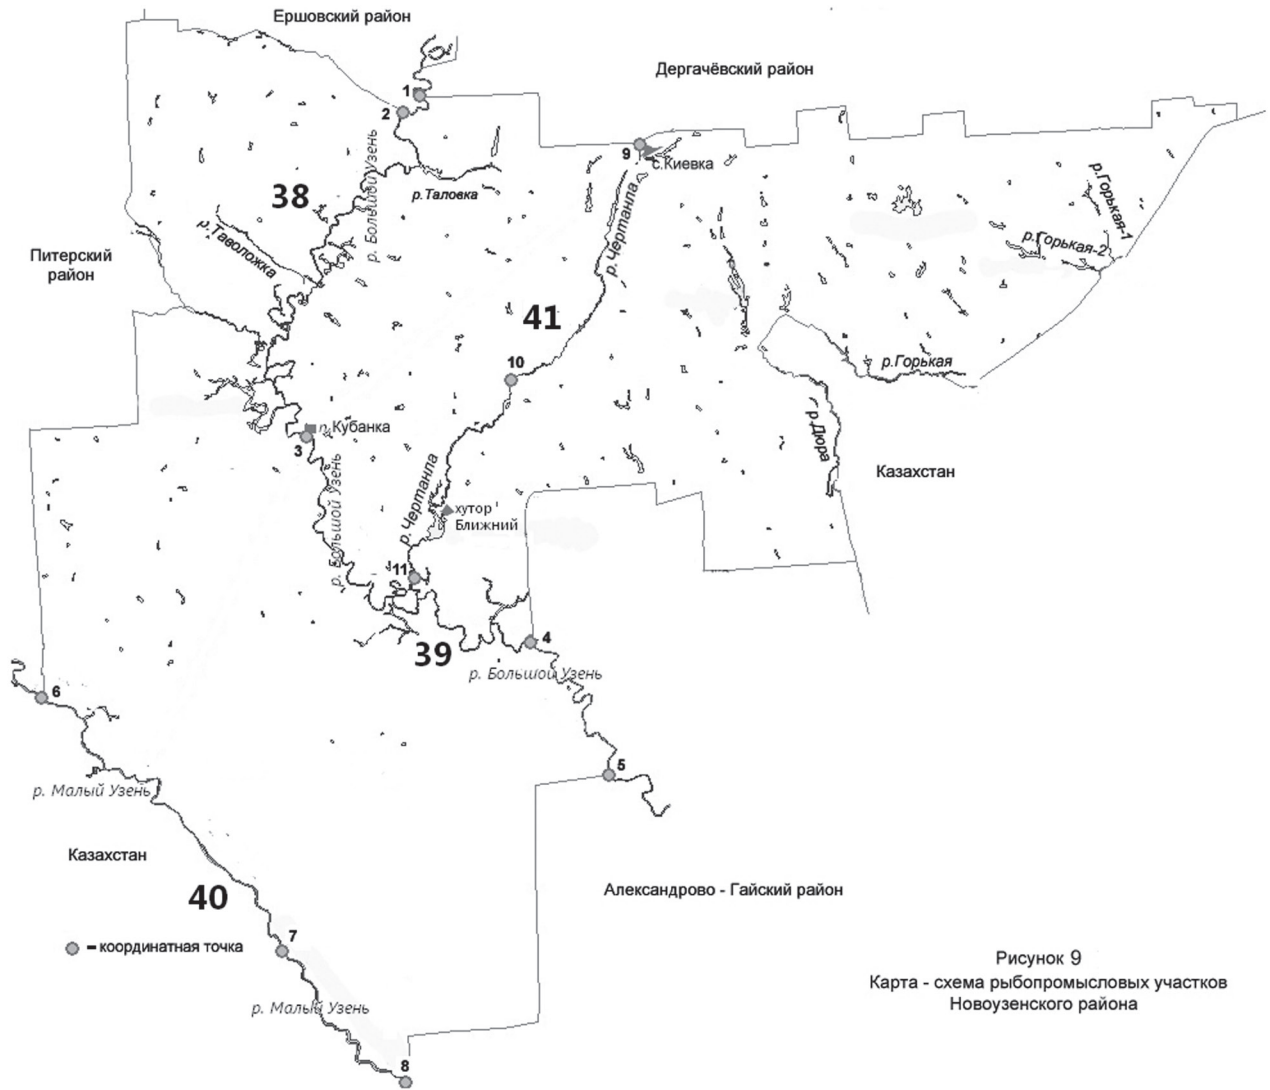 Ершовский район
Дергачёвский район
1
2
9
с.Киевка
р. Большой Узень
р.Таловка
38
р.Таволожка
р.Чертанла
р.Горькая-1
р.Горькая-2
Питерский
район
41
10
р.Горькая
п.Кубанка
3
р.Дюра
Казахстан
р. Большой Узень
р.Чертанла
хутор
Ближний
11
4
39
р. Большой Узень
6
5
р. Малый Узень
Казахстан
Александрово - Гайский район
40
7
– координатная точка
р. Малый Узень
8
Рисунок 9
Карта - схема рыбопромысловых участков
Новоузенского района